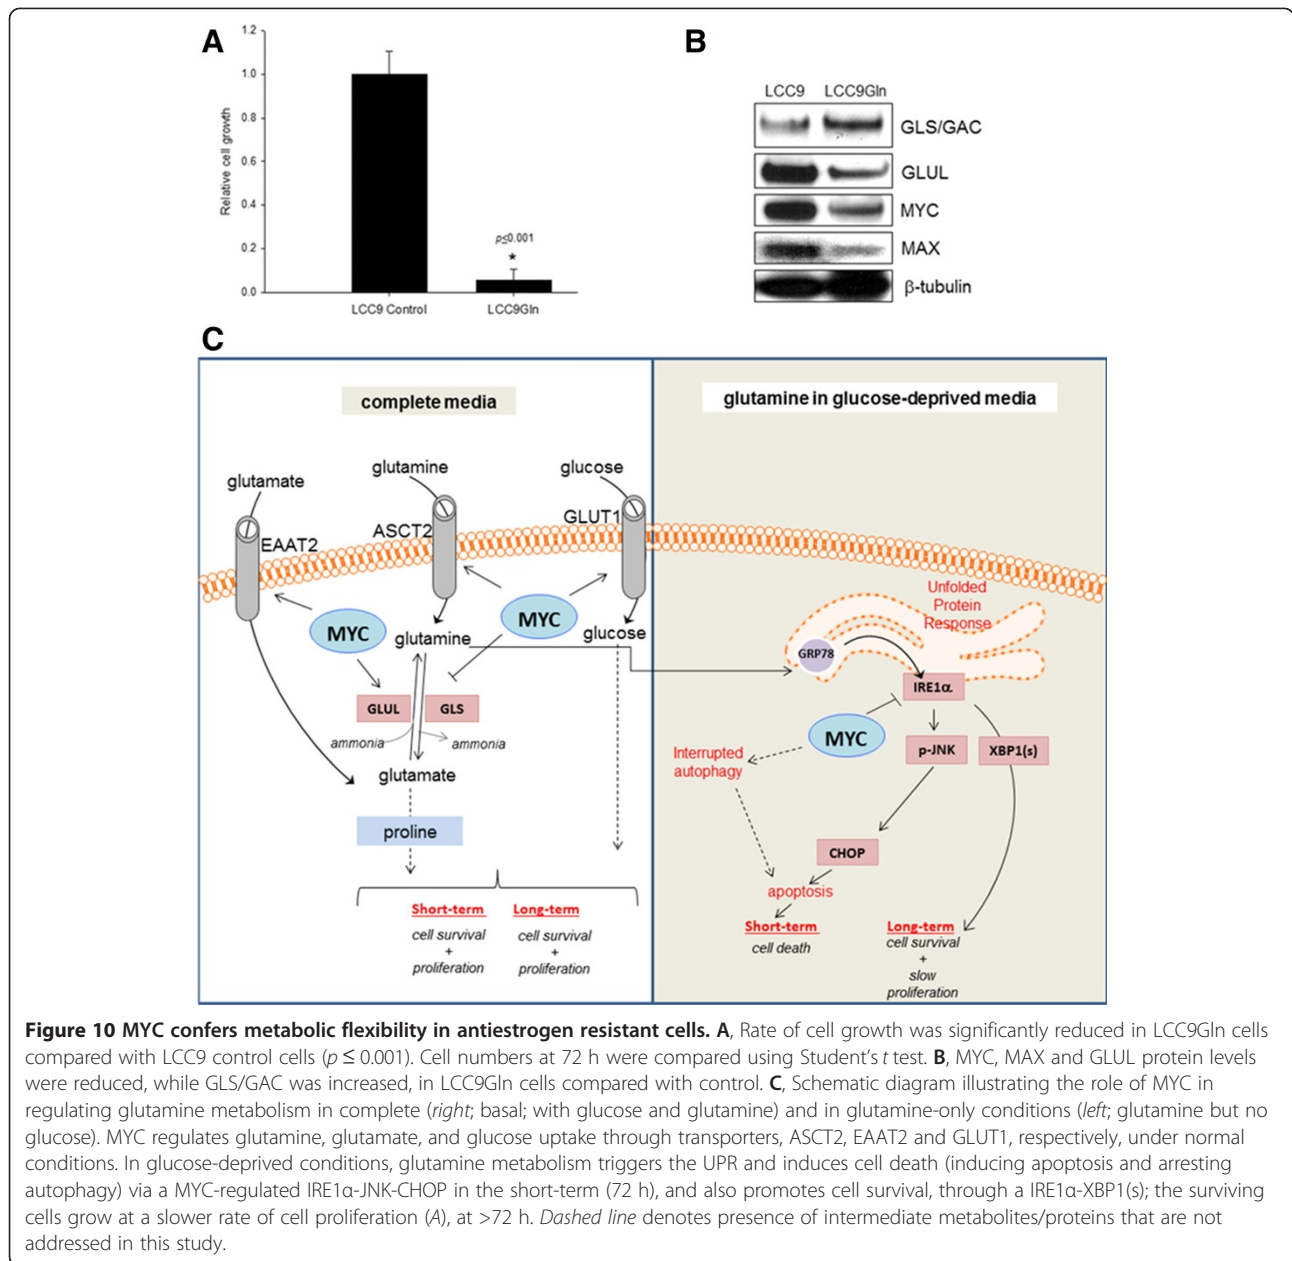 A
1.2
1.0
0.8
0.6
0.4
0.2
0.0
Relative cell growth
p≤0.001
*
LCC9 Control
LCC9Gln
B
LCC9 LCC9Gln
GLS/GAC
GLUL
MYC
MAX
β-tubulin
C
complete media
glutamate
glutamine
glucose
EAAT2
ASCT2
GLUT1
MYC
MYC
glutamine
glucose
GLUL
GLS
ammonia
ammonia
glutamate
proline
Short-term
cell survival
+
proliferation
Long-term
cell survival
+
proliferation
glutamine in glucose-deprived media
Unfolded
Protein
Response
GRP78
IRE1α
MYC
p-JNK
XBP1(s)
Interrupted
autophagy
CHOP
apoptosis
Short-term
cell death
Long-term
cell survival
+
slow
proliferation
Figure 10 MYC confers metabolic flexibility in antiestrogen resistant cells. A, Rate of cell growth was significantly reduced in LCC9Gln cells
compared with LCC9 control cells (p ≤ 0.001). Cell numbers at 72 h were compared using Student's t test. B, MYC, MAX and GLUL protein levels
were reduced, while GLS/GAC was increased, in LCC9Gln cells compared with control. C, Schematic diagram illustrating the role of MYC in
regulating glutamine metabolism in complete (right; basal; with glucose and glutamine) and in glutamine-only conditions (left; glutamine but no
glucose). MYC regulates glutamine, glutamate, and glucose uptake through transporters, ASCT2, EAAT2 and GLUT1, respectively, under normal
conditions. In glucose-deprived conditions, glutamine metabolism triggers the UPR and induces cell death (inducing apoptosis and arresting
autophagy) via a MYC-regulated IRE1α-JNK-CHOP in the short-term (72 h), and also promotes cell survival, through a IRE1α-XBP1(s); the surviving
cells grow at a slower rate of cell proliferation (A), at >72 h. Dashed line denotes presence of intermediate metabolites/proteins that are not
addressed in this study.